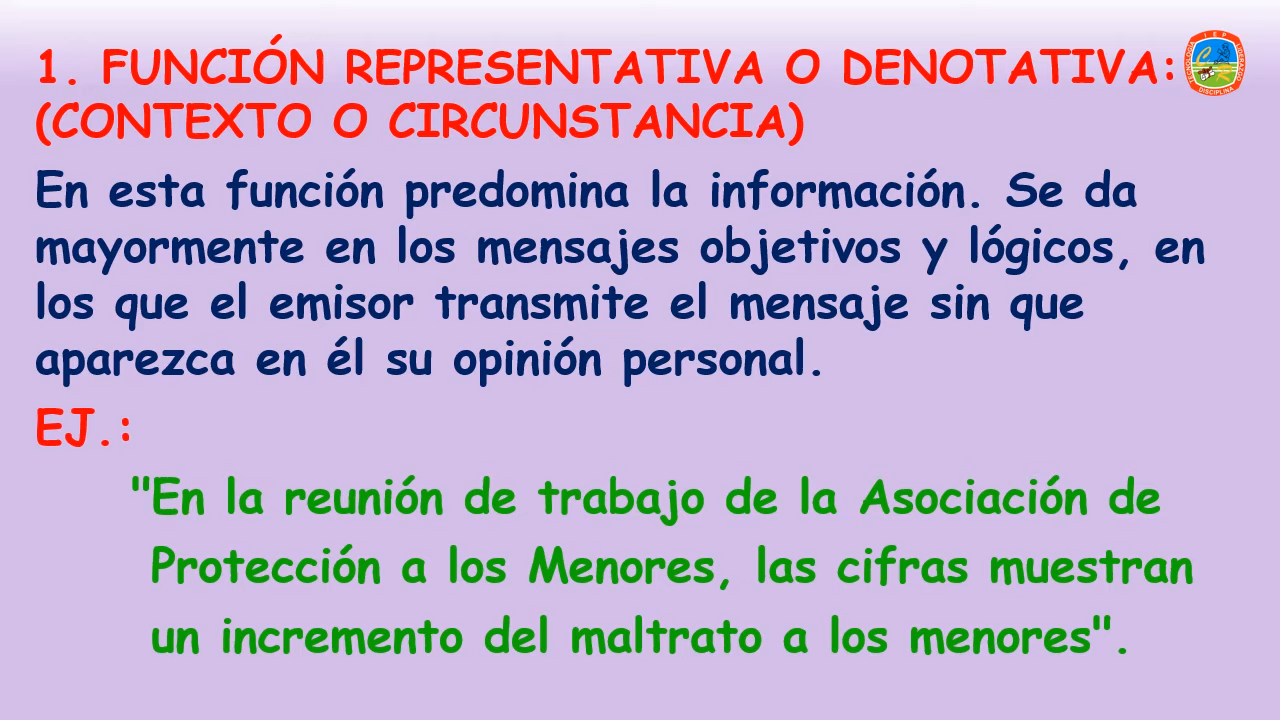 1. FUNCIÓN REPRESENTATIVA O DENOTATIVA:
(CONTEXTO O CIRCUNSTANCIA)
En esta función predomina la información. Se da
mayormente en los mensajes objetivos y lógicos, en
los que el emisor transmite el mensaje sin que
aparezca en él su opinión personal.
EJ.:
"En la reunión de trabajo de la Asociación de
Protección a los Menores, las cifras muestran
un incremento del maltrato a los menores".
I E P
DISCIPLINA